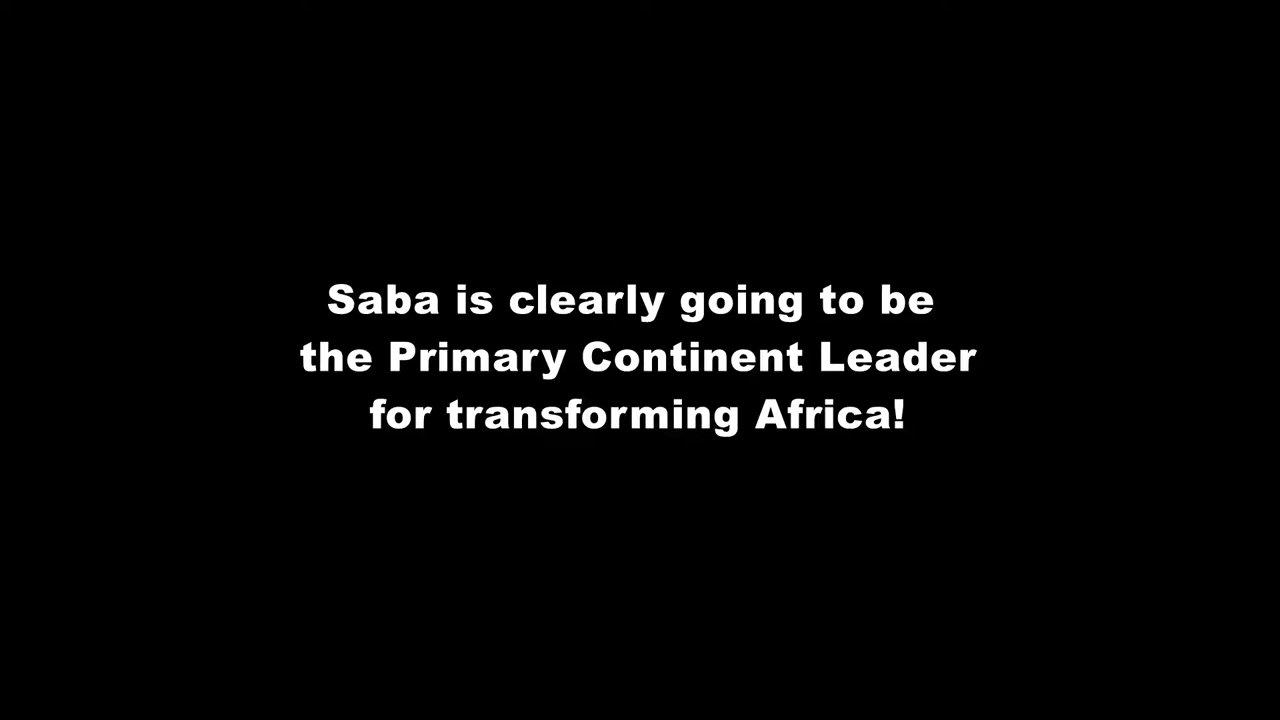 Saba is clearly going to be
the Primary Continent Leader
for transforming Africa!